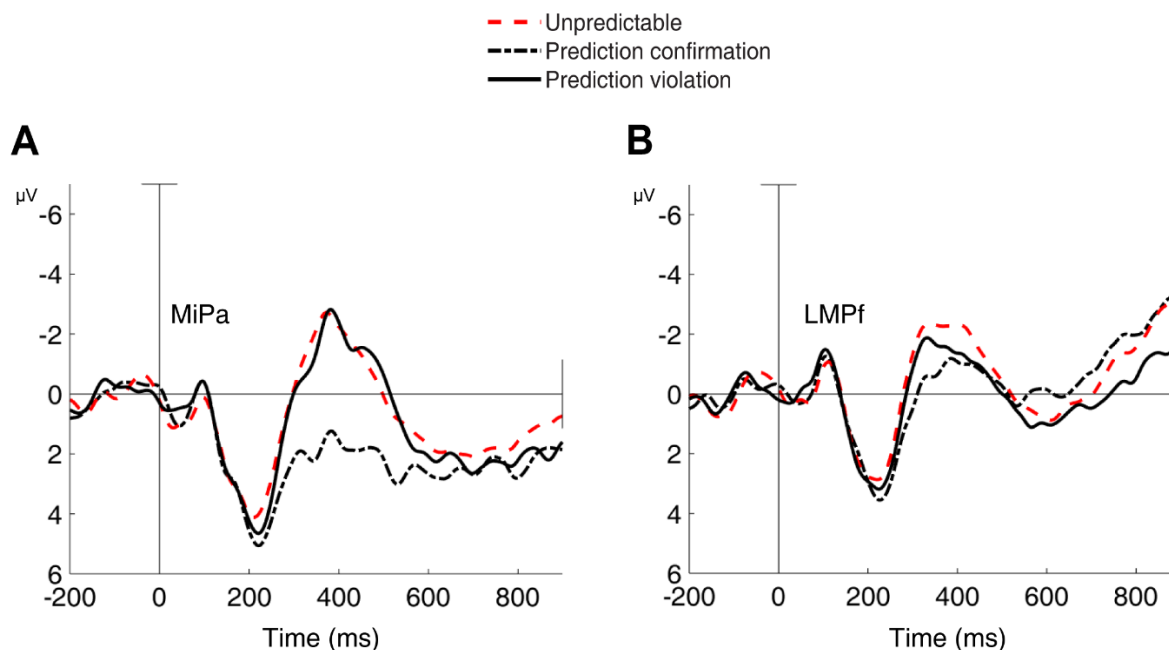 Unpredictable
Prediction confirmation
Prediction violation
A
µV
-6
-4
-2
0
2
4
6
MiPa
-200 0 200 400 600 800
Time (ms)
B
µV
-6
-4
-2
0
2
4
6
LMPf
-200 0 200 400 600 800
Time (ms)